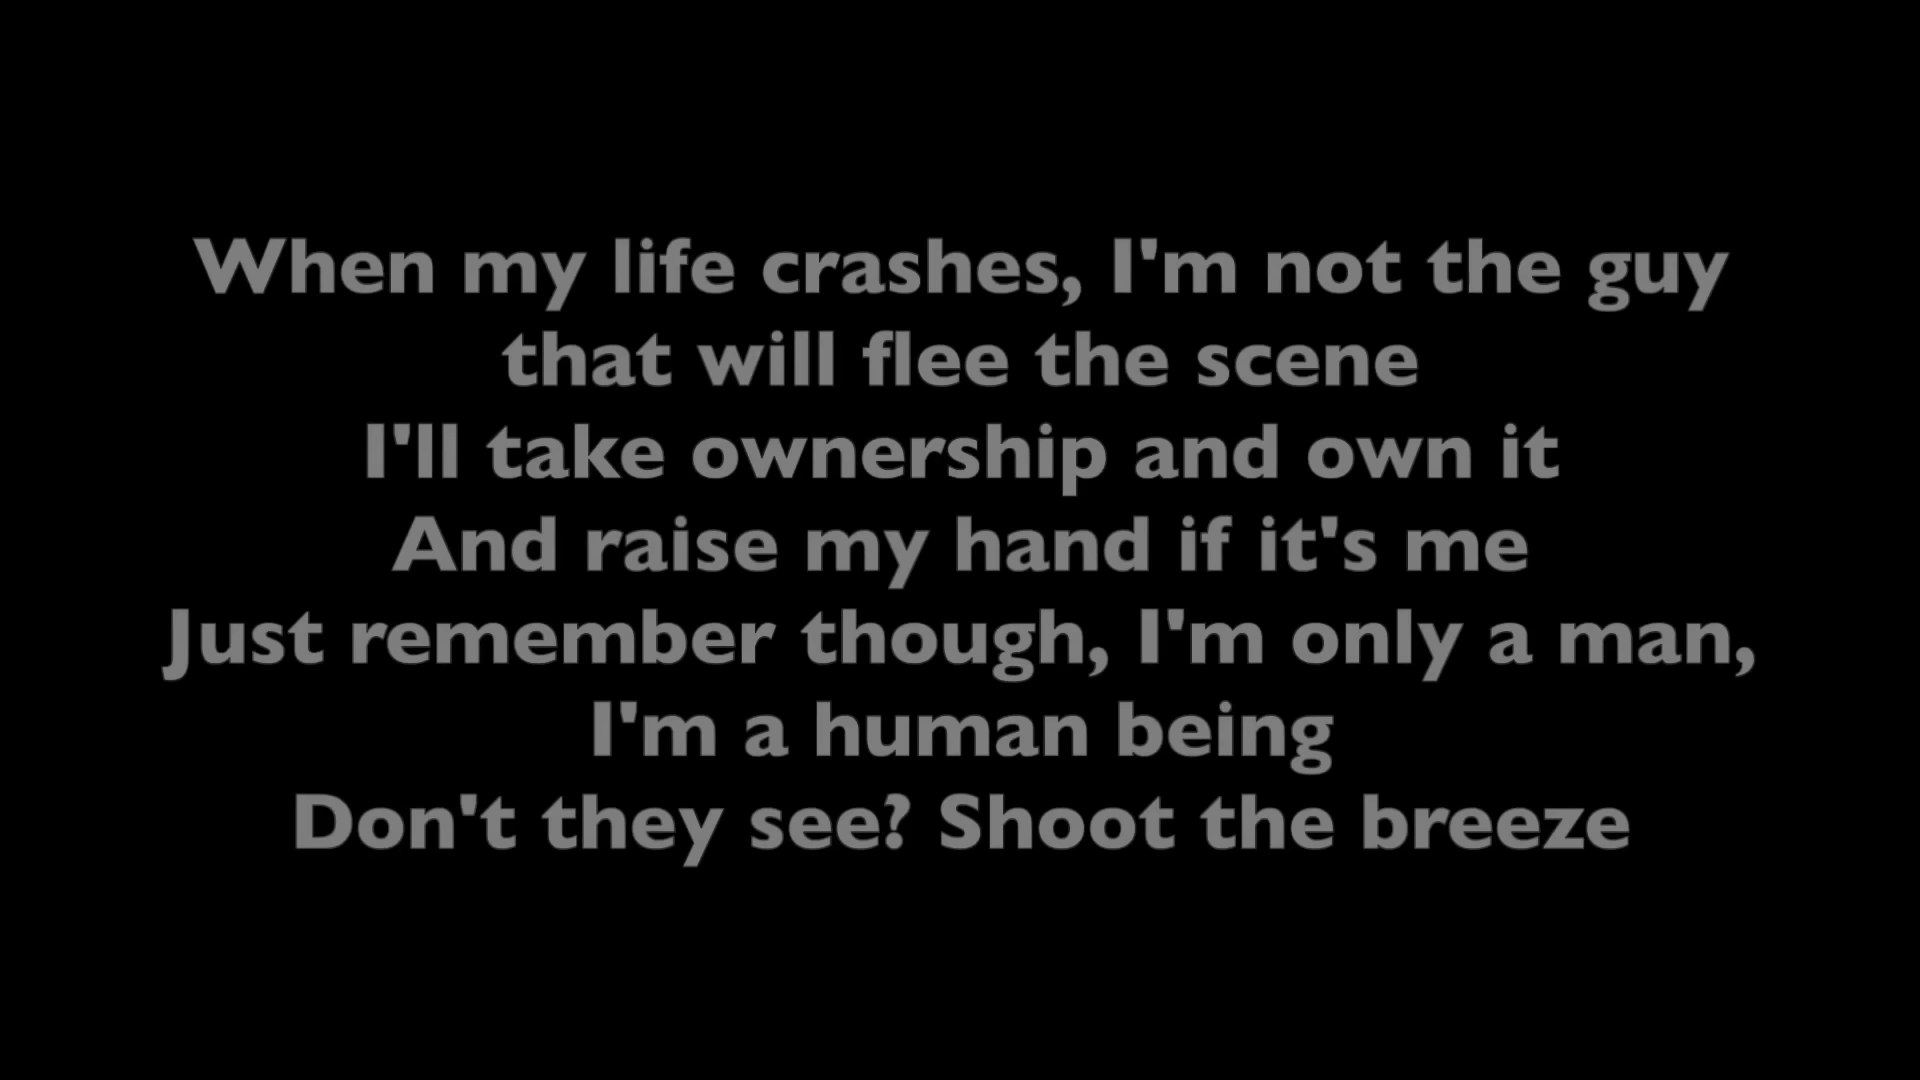 When my life crashes, I'm not the guy
that will flee the scene
I'll take ownership and own it
And raise my hand if it's me
Just remember though, I'm only a man,
I'm a human being
Don't they see? Shoot the breeze